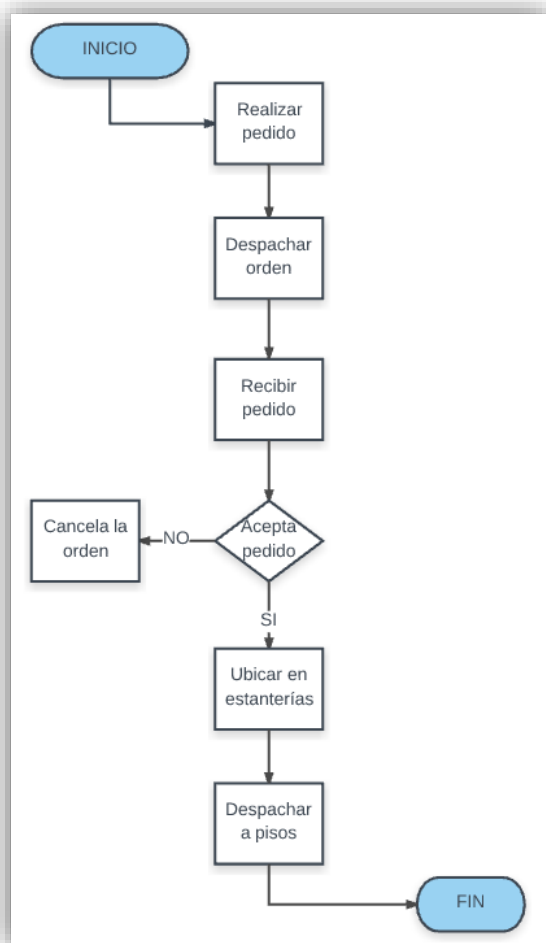 INICIO
Realizar
pedido
Despachar
orden
Recibir
pedido
Acepta
pedido
NO
Cancela la
orden
SI
Ubicar en
estanterías
Despachar
a pisos
FIN